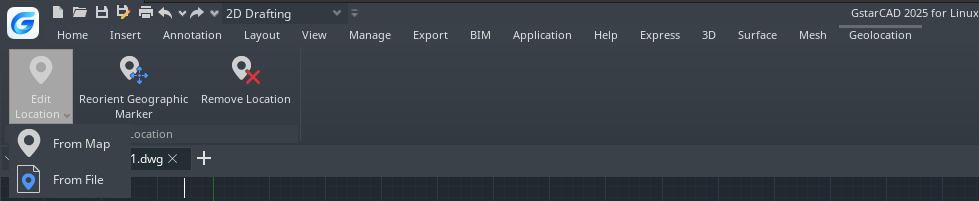 2D Drafting
GstarCAD 2025 for Linux
Home Insert Annotation Layout View Manage Export BIM Application Help Express 3D Surface Mesh Geolocation
Edit Location
Reorient Geographic Marker
Remove Location
Location
From Map
1.dwg
From File